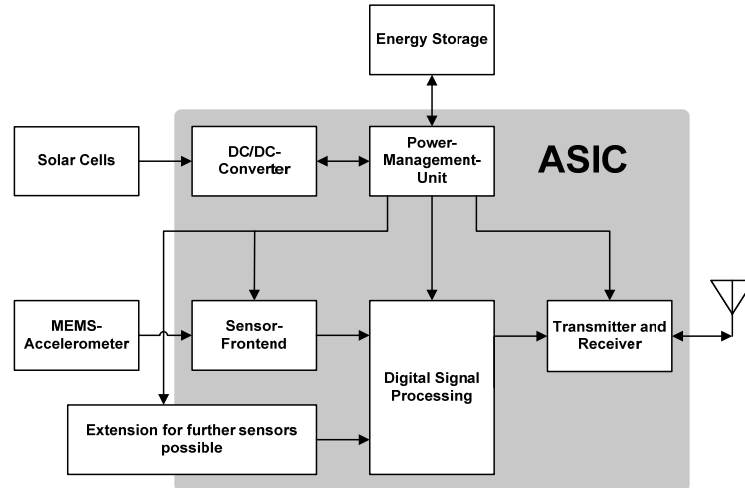 Energy Storage
Solar Cells
DC/DC-
Converter
Power-
Management-
Unit
ASIC
MEMS-
Accelerometer
Sensor-
Frontend
Digital Signal
Processing
Transmitter and
Receiver
Extension for further sensors
possible